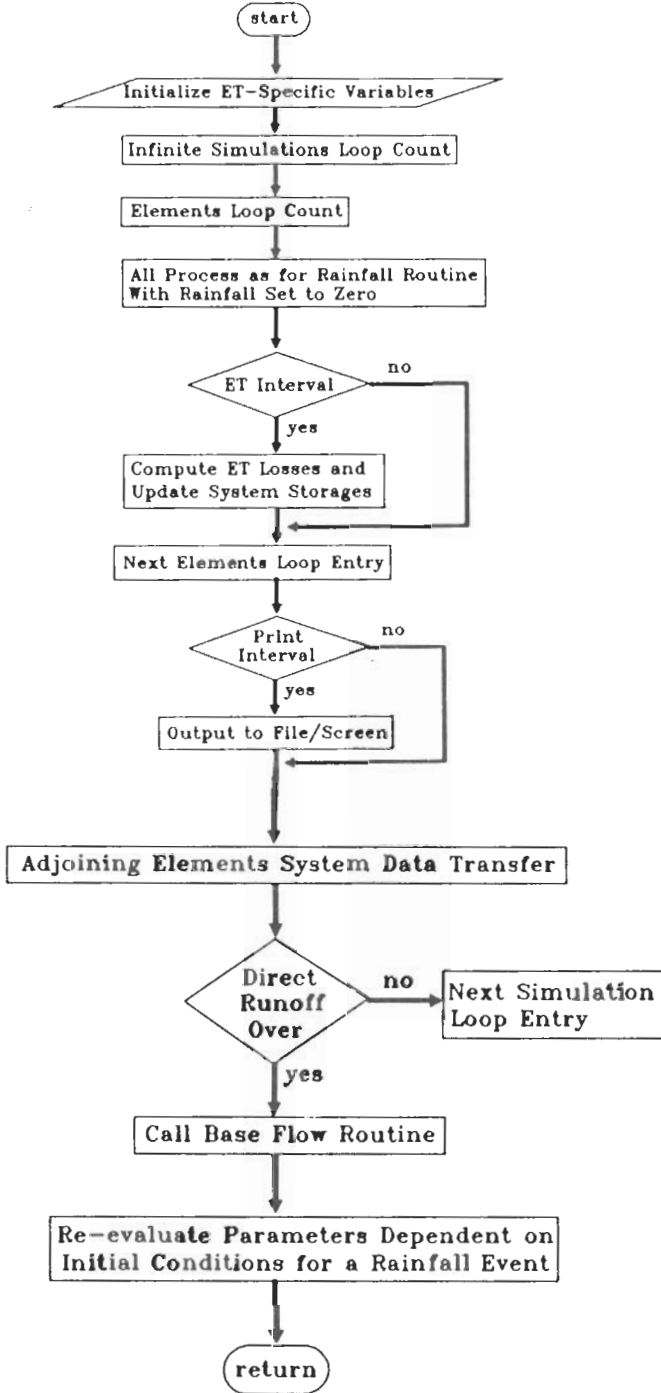 start
Initialize ET-Specific Variables
Infinite Simulations Loop Count
Elements Loop Count
All Process as for Rainfall Routine
With Rainfall Set to Zero
ET Interval
no
yes
Compute ET Losses and
Update System Storages
Next Elements Loop Entry
Print
Interval
no
yes
Output to File/Screen
Adjoining Elements System Data Transfer
Direct
Runoff
Over
no
Next Simulation
Loop Entry
yes
Call Base Flow Routine
Re-evaluate Parameters Dependent on
Initial Conditions for a Rainfall Event
return